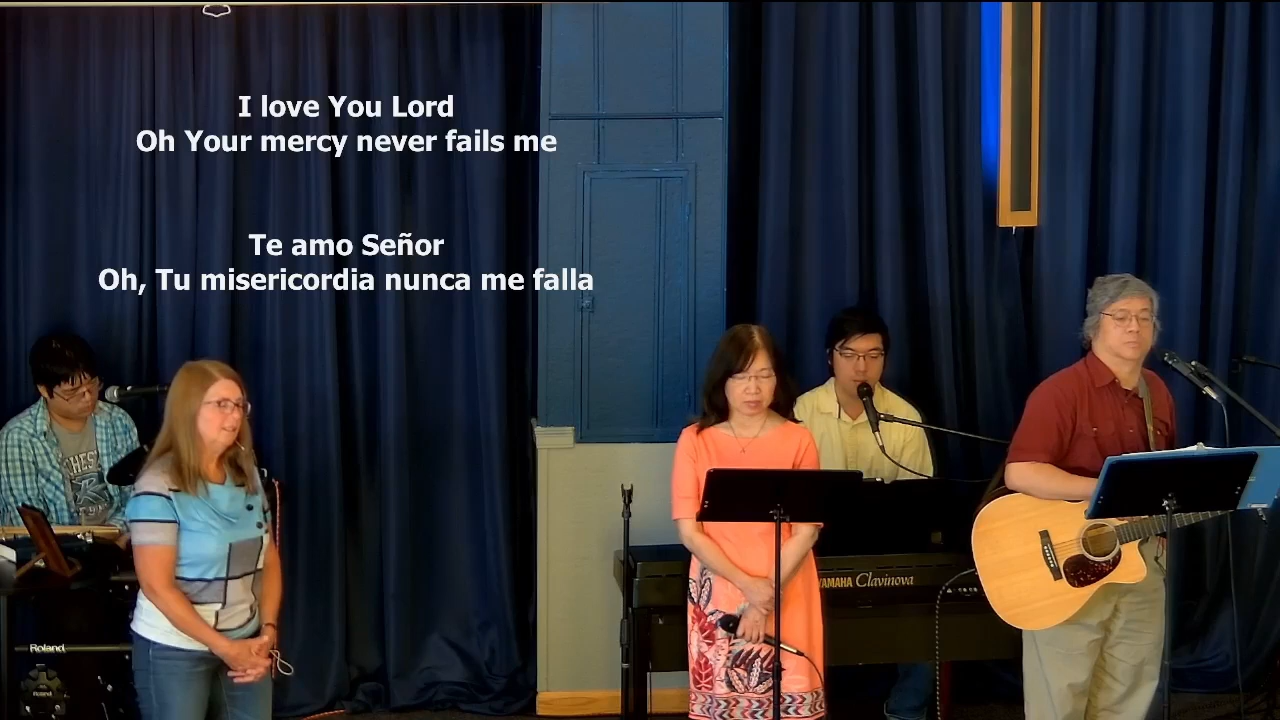 I love You Lord
Oh Your mercy never fails me
Te amo Señor
Oh, Tu misericordia nunca me falla
YAMAHA Clavinova
Roland
Roland